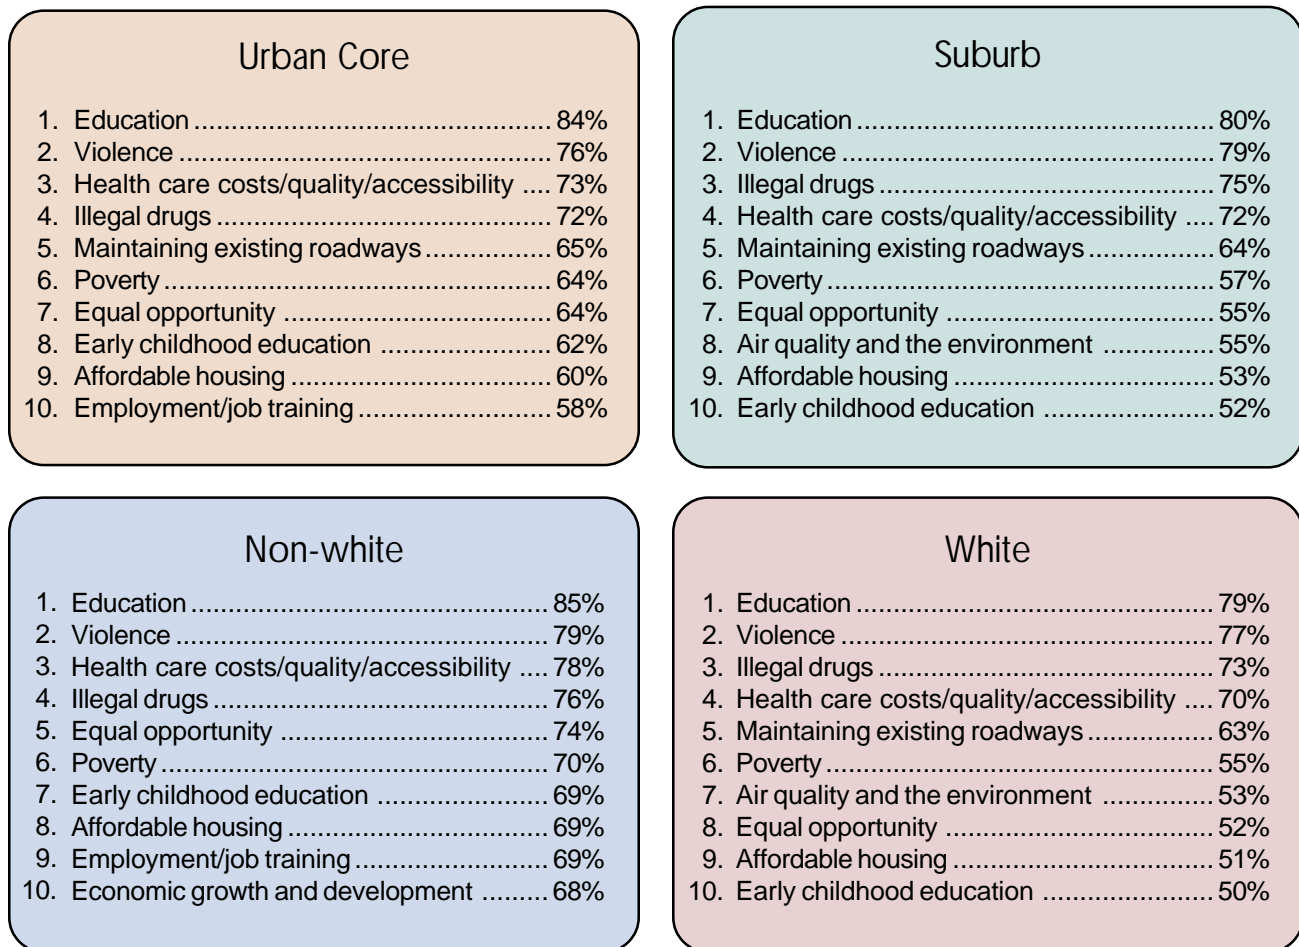 Urban Core
1. Education ................................................ 84%
2. Violence .................................................. 76%
3. Health care costs/quality/accessibility .... 73%
4. Illegal drugs ............................................. 72%
5. Maintaining existing roadways ................. 65%
6. Poverty .................................................... 64%
7. Equal opportunity .................................... 64%
8. Early childhood education ....................... 62%
9. Affordable housing ................................... 60%
10. Employment/job training .......................... 58%
Suburb
1. Education ................................................ 80%
2. Violence .................................................. 79%
3. Illegal drugs ............................................. 75%
4. Health care costs/quality/accessibility .... 72%
5. Maintaining existing roadways ................. 64%
6. Poverty .................................................... 57%
7. Equal opportunity .................................... 55%
8. Air quality and the environment ............... 55%
9. Affordable housing ................................... 53%
10. Early childhood education ....................... 52%
Non-white
1. Education ................................................ 85%
2. Violence .................................................. 79%
3. Health care costs/quality/accessibility .... 78%
4. Illegal drugs ............................................. 76%
5. Equal opportunity .................................... 74%
6. Poverty .................................................... 70%
7. Early childhood education ....................... 69%
8. Affordable housing ................................... 69%
9. Employment/job training .......................... 69%
10. Economic growth and development ......... 68%
White
1. Education ................................................ 79%
2. Violence .................................................. 77%
3. Illegal drugs ............................................. 73%
4. Health care costs/quality/accessibility .... 70%
5. Maintaining existing roadways ................. 63%
6. Poverty .................................................... 55%
7. Air quality and the environment ............... 53%
8. Equal opportunity .................................... 52%
9. Affordable housing ................................... 51%
10. Early childhood education ....................... 50%